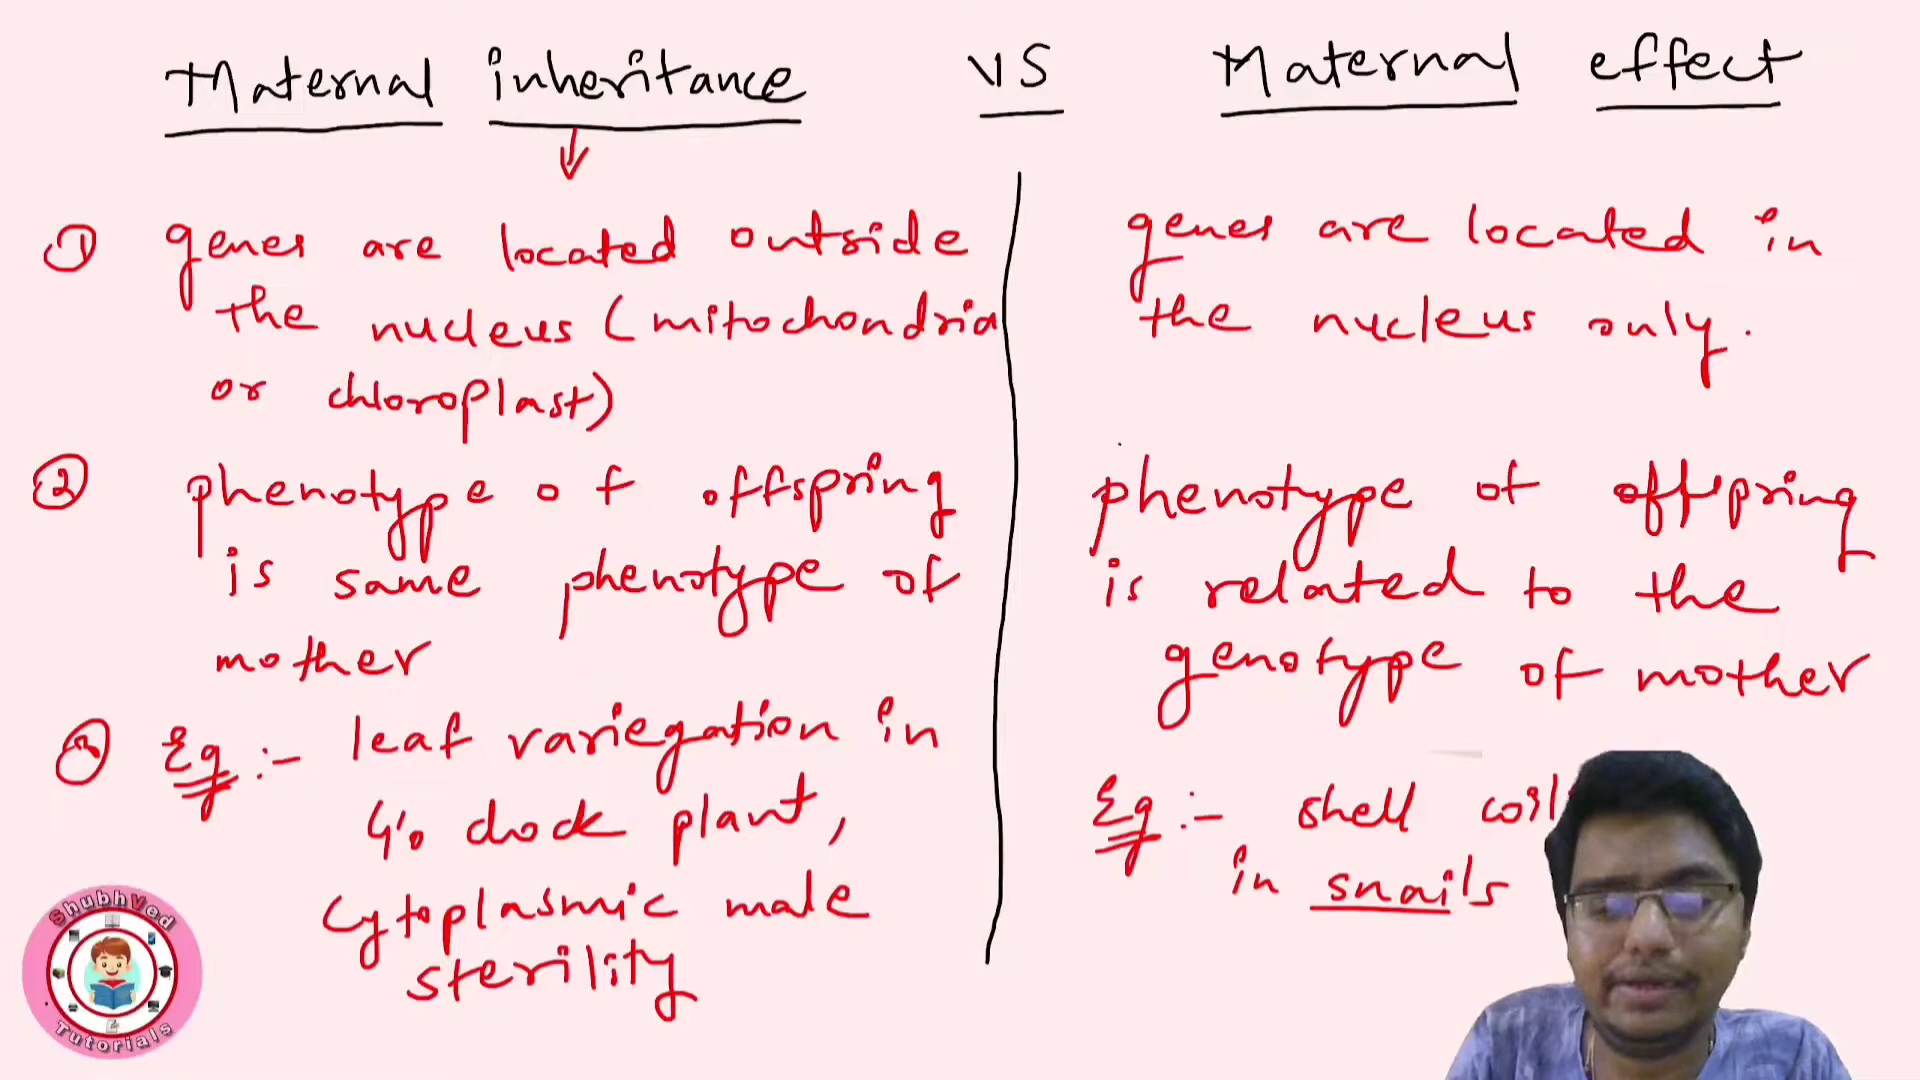 Maternal inheritance vs Maternal effect
① genes are located outside
the nucleus (mitochondria
or chloroplast)
② phenotype of offspring
is same phenotype of
mother
③ Eg :- leaf variegation in
4'o clock plant,
cytoplasmic male
sterility
genes are located in
the nucleus only.
phenotype of offspring
is related to the
genotype of mother
Eg :- shell
in snails
ShubhVed
Tutorials